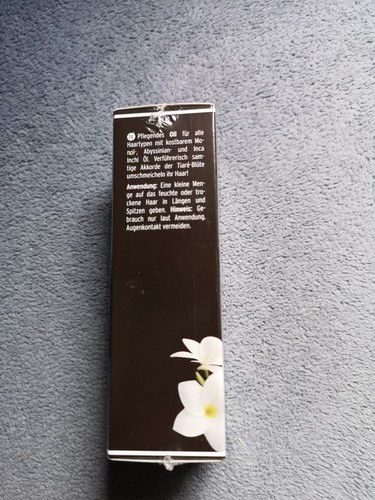 DE Pflegendes Oil für alle
Haartypen mit kostbarem Mo-
noï-, Abyssinian- und Inca
Inchi Öl. Verführerisch sam-
tige Akkorde der Tiaré-Blüte
umschmeicheln ihr Haar!
Anwendung: Eine kleine Men-
ge auf das feuchte oder tro-
ckene Haar in Längen und
Spitzen geben. Hinweis: Ge-
brauch nur laut Anwendung.
Augenkontakt vermeiden.